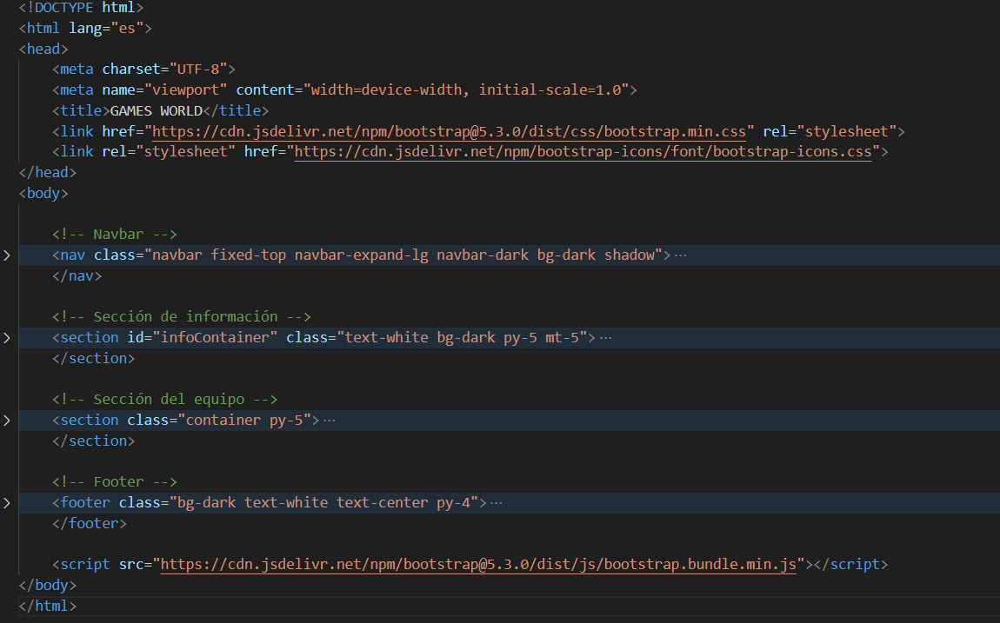 <!DOCTYPE html>
<html lang="es">
<head>
    <meta charset="UTF-8">
    <meta name="viewport" content="width=device-width, initial-scale=1.0">
    <title>GAMES WORLD</title>
    <link href="https://cdn.jsdelivr.net/npm/bootstrap@5.3.0/dist/css/bootstrap.min.css" rel="stylesheet">
    <link rel="stylesheet" href="https://cdn.jsdelivr.net/npm/bootstrap-icons/font/bootstrap-icons.css">
</head>
<body>
    <!-- Navbar -->
    <nav class="navbar fixed-top navbar-expand-lg navbar-dark bg-dark shadow">…
    </nav>
    <!-- Sección de información -->
    <section id="infoContainer" class="text-white bg-dark py-5 mt-5">…
    </section>
    <!-- Sección del equipo -->
    <section class="container py-5">…
    </section>
    <!-- Footer -->
    <footer class="bg-dark text-white text-center py-4">…
    </footer>
    <script src="https://cdn.jsdelivr.net/npm/bootstrap@5.3.0/dist/js/bootstrap.bundle.min.js"></script>
</body>
</html>